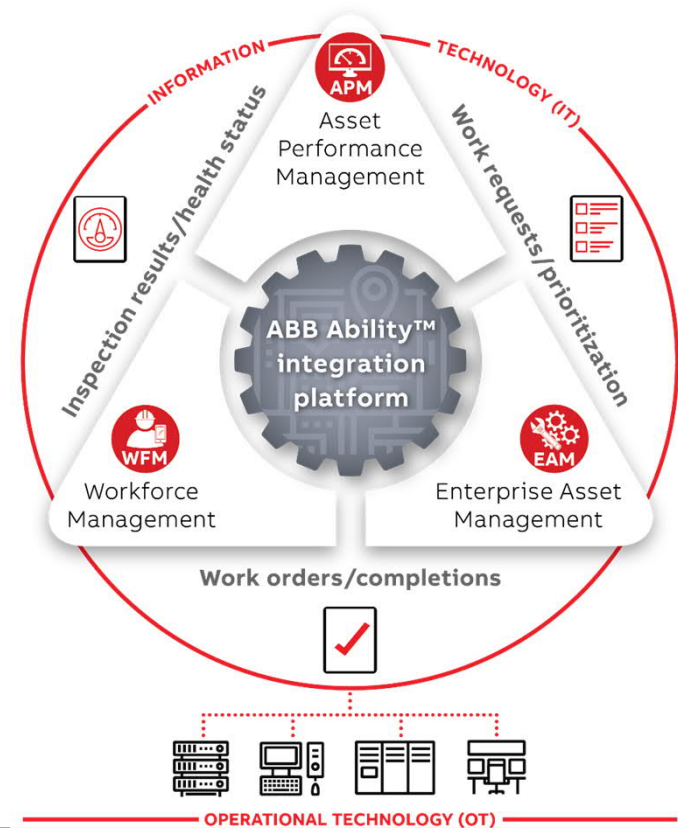 INFORMATION
TECHNOLOGY (IT)
APM
Asset
Performance
Management
Inspection results/health status
Work requests/prioritization
ABB Ability™
integration
platform
WFM
Workforce
Management
EAM
Enterprise Asset
Management
Work orders/completions
OPERATIONAL TECHNOLOGY (OT)